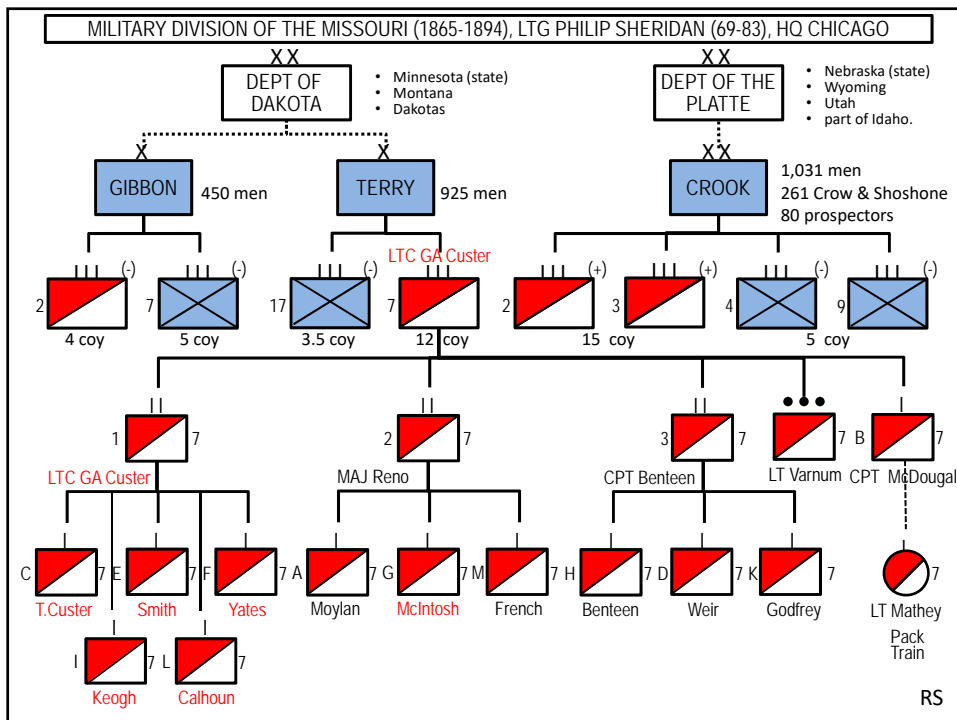 MILITARY DIVISION OF THE MISSOURI (1865-1894), LTG PHILIP SHERIDAN (69-83), HQ CHICAGO
XX
DEPT OF
DAKOTA
• Minnesota (state)
• Montana
• Dakotas
XX
DEPT OF THE
PLATTE
• Nebraska (state)
• Wyoming
• Utah
• part of Idaho.
X
GIBBON
450 men
X
TERRY
925 men
XX
CROOK
1,031 men
261 Crow & Shoshone
80 prospectors
LTC GA Custer
2 III (-)
7 III (-)
17 III (-)
7 III
2 III (+)
3 III (+)
4 III (-)
9 III (-)
4 coy
5 coy
3.5 coy
12 coy
15 coy
5 coy
II
1 7
LTC GA Custer
II
2 7
MAJ Reno
II
3 7
CPT Benteen
•••
7
LT Varnum
I
B 7
CPT McDougal
I
C 7
T.Custer
I
E 7
Smith
I
F 7
Yates
I
A 7
Moylan
I
G 7
McIntosh
I
M 7
French
I
H 7
Benteen
I
D 7
Weir
I
K 7
Godfrey
I
7
LT Mathey
Pack
Train
I
I 7
Keogh
I
L 7
Calhoun
RS